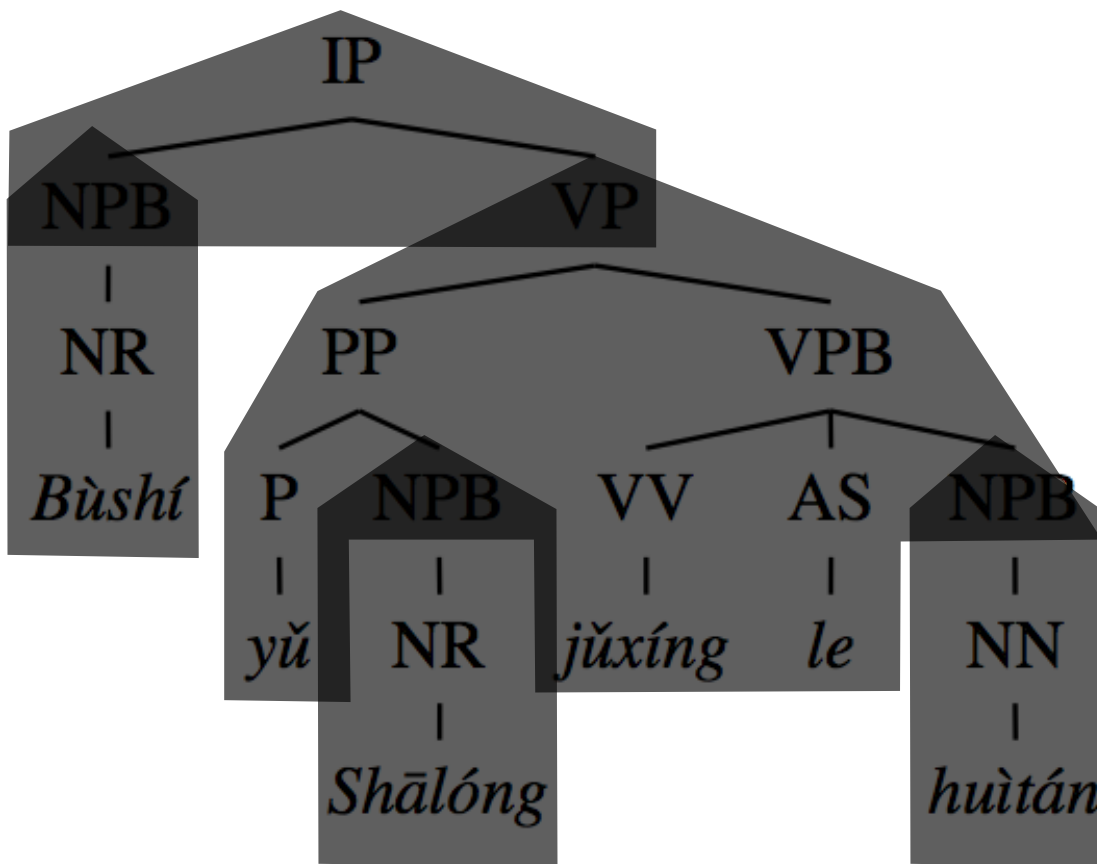 IP
NPB VP
NR PP VPB
Bùshí P NPB VV AS NPB
yǔ NR jǔxíng le NN
Shālóng huìtán